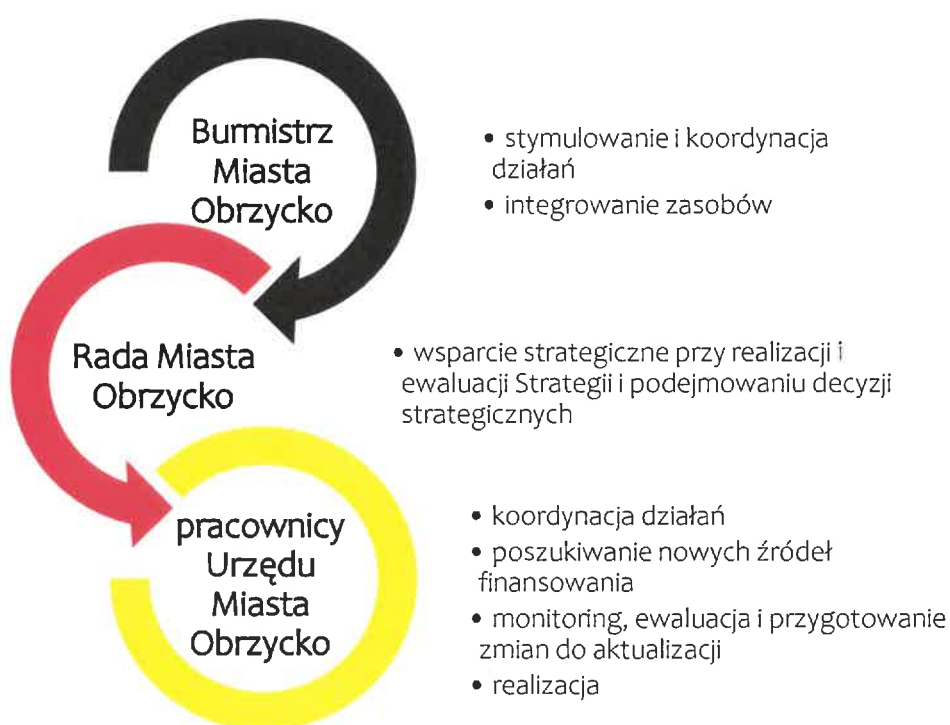 Burmistrz
Miasta
Obrzycko
• stymulowanie i koordynacja
działań
• integrowanie zasobów
Rada Miasta
Obrzycko
• wsparcie strategiczne przy realizacji i
ewaluacji Strategii i podejmowaniu decyzji
strategicznych
pracownicy
Urzędu
Miasta
Obrzycko
• koordynacja działań
• poszukiwanie nowych źródeł
finansowania
• monitoring, ewaluacja i przygotowanie
zmian do aktualizacji
• realizacja